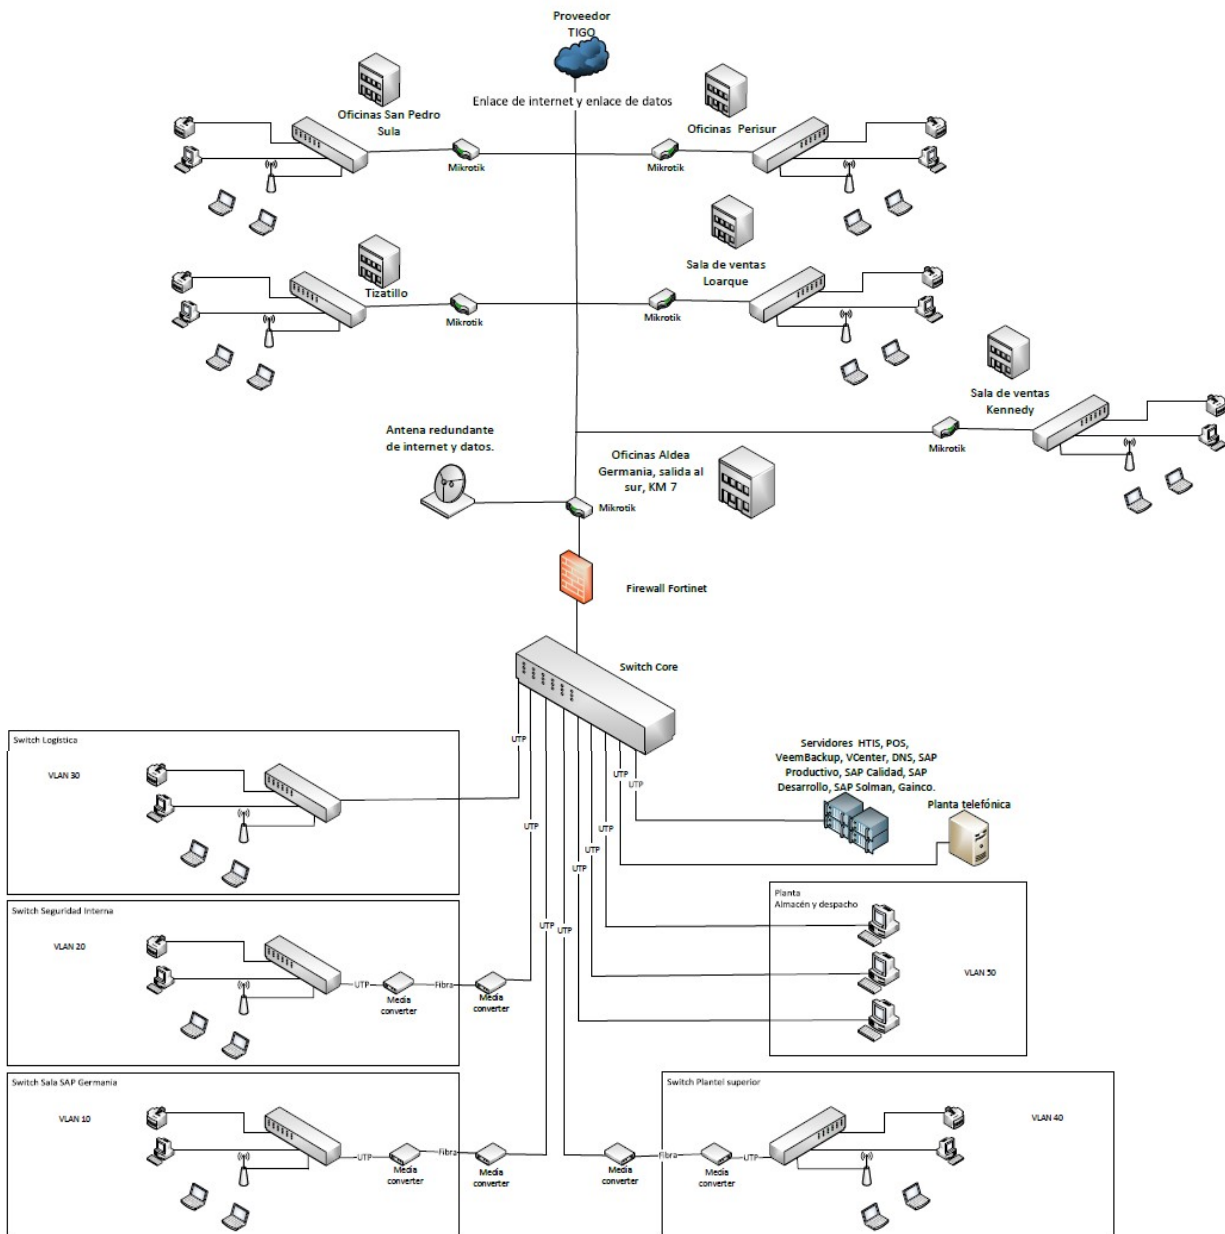 Proveedor
TIGO
Enlace de internet y enlace de datos
Oficinas San Pedro
Sula
Mikrotik
Oficinas Perisur
Mikrotik
Tizatillo
Mikrotik
Sala de ventas
Loarque
Mikrotik
Sala de ventas
Kennedy
Mikrotik
Antena redundante
de internet y datos.
Oficinas Aldea
Germania, salida al
sur, KM 7
Mikrotik
Firewall Fortinet
Switch Core
UTP
UTP
UTP
UTP
UTP
UTP
UTP
UTP
UTP
Servidores HTIS, POS,
VeemBackup, VCenter, DNS, SAP
Productivo, SAP Calidad, SAP
Desarrollo, SAP Solman, Gainco.
Planta telefónica
Switch Logística
VLAN 30
Switch Seguridad Interna
VLAN 20
UTP
Media
converter
Fibra
Media
converter
Planta
Almacén y despacho
VLAN 50
Switch Sala SAP Germania
VLAN 10
UTP
Media
converter
Fibra
Media
converter
Switch Plantel superior
VLAN 40
Media
converter
Fibra
Media
converter
UTP